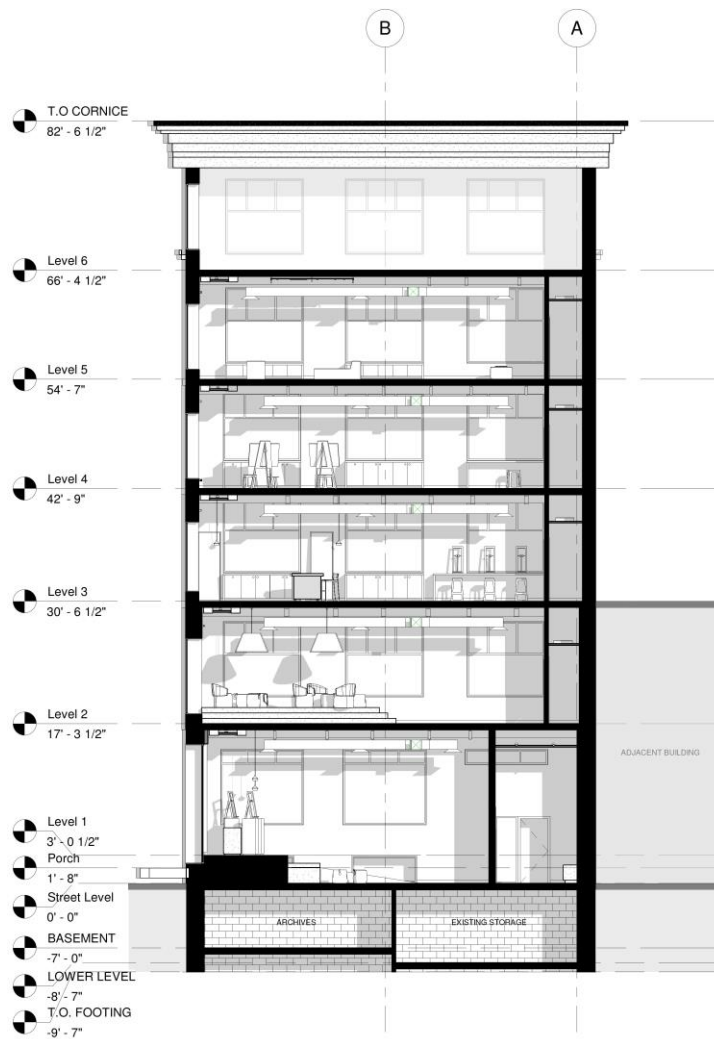 B
A
T.O CORNICE
82' - 6 1/2"
Level 6
66' - 4 1/2"
Level 5
54' - 7"
Level 4
42' - 9"
Level 3
30' - 6 1/2"
Level 2
17' - 3 1/2"
ADJACENT BUILDING
Level 1
3' - 0 1/2"
Porch
1' - 8"
Street Level
0' - 0"
ARCHIVES
EXISTING STORAGE
BASEMENT
-7' - 0"
LOWER LEVEL
-8' - 7"
T.O. FOOTING
-9' - 7"